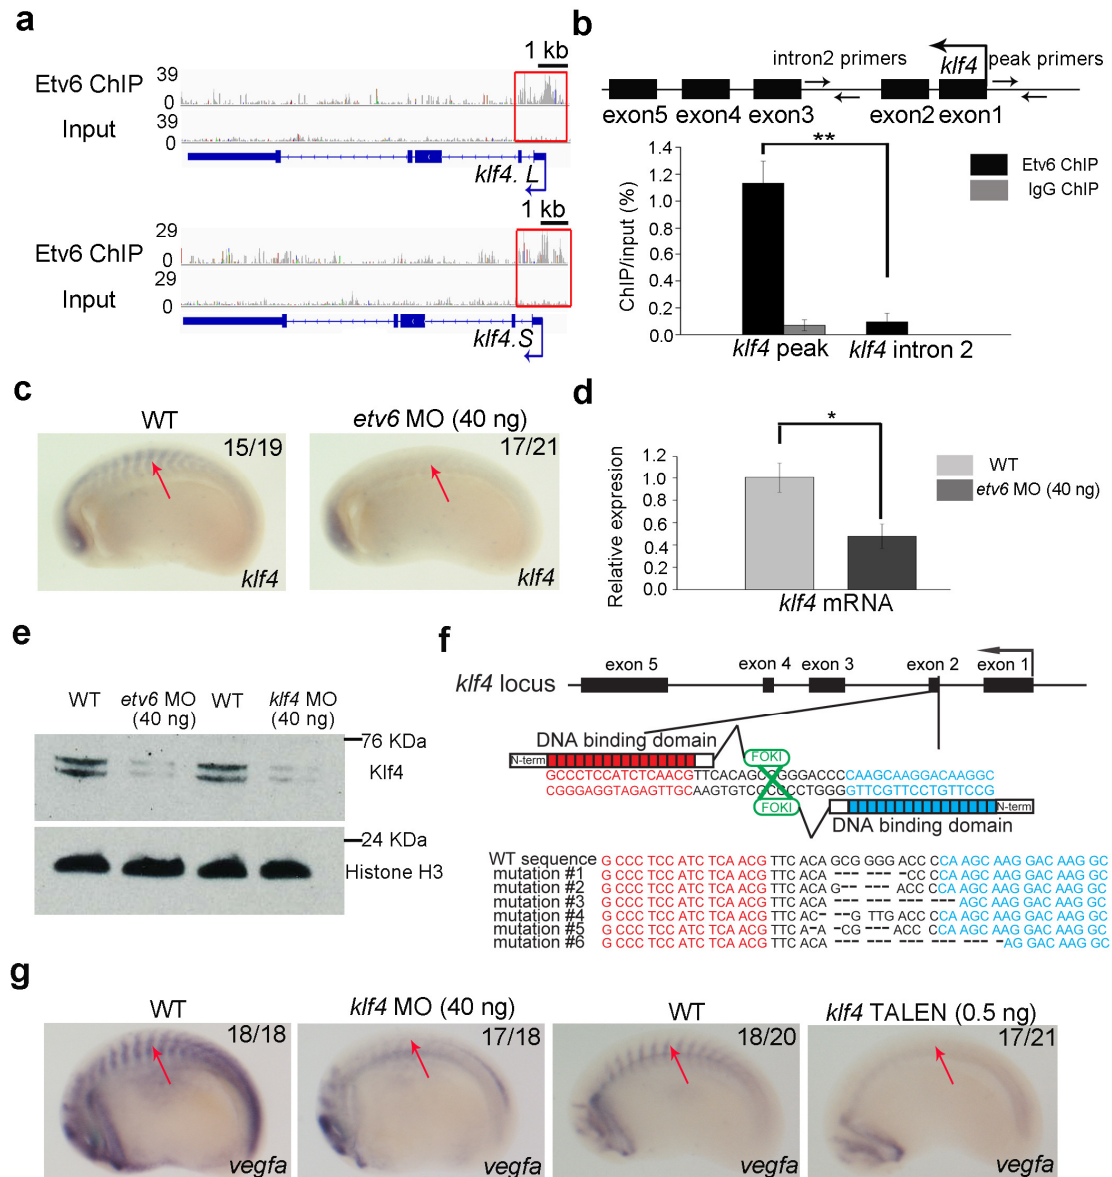 a
1 kb
Etv6 ChIP
39
0
Input
39
0
klf4. L
1 kb
Etv6 ChIP
29
0
Input
29
0
klf4.S
b
intron2 primers
klf4
peak primers
exon5 exon4 exon3 exon2 exon1
**
Etv6 ChIP
IgG ChIP
ChIP/input (%)
1.4
1.2
1.0
0.8
0.6
0.4
0.2
0.0
klf4 peak
klf4 intron 2
c
WT
15/19
klf4
etv6 MO (40 ng)
17/21
klf4
d
*
WT
etv6 MO (40 ng)
Relative expresion
1.2
1.0
0.8
0.6
0.4
0.2
0.0
klf4 mRNA
e
WT
etv6 MO (40 ng)
WT
klf4 MO (40 ng)
76 KDa
Klf4
24 KDa
Histone H3
f
exon 5 exon 4 exon 3 exon 2 exon 1
klf4 locus
DNA binding domain
N-term
FOKI
GCCCTCCATCTCAACGTTCACAGCGGGGACCCCAAGCAAGGACAAGGC
CGGGAGGTAGAGTTGCAAGTGTCGCCCCTGGGGTTCGTTCCTGTTCCG
FOKI
N-term
DNA binding domain
WT sequence G CCC TCC ATC TCA ACG TTC ACA GCG GGG ACC CCA AGC AAG GAC AAG GC
mutation #1 G CCC TCC ATC TCA ACG TTC ACA --- --- -CC CCA AGC AAG GAC AAG GC
mutation #2 G CCC TCC ATC TCA ACG TTC ACA G-- --- ACC CCA AGC AAG GAC AAG GC
mutation #3 G CCC TCC ATC TCA ACG TTC ACA --- --- --- --- AGC AAG GAC AAG GC
mutation #4 G CCC TCC ATC TCA ACG TTC AC- --G TTG ACC CCA AGC AAG GAC AAG GC
mutation #5 G CCC TCC ATC TCA ACG TTC A-A -CG --- ACC CCA AGC AAG GAC AAG GC
mutation #6 G CCC TCC ATC TCA ACG TTC ACA --- --- --- --- --- -AG GAC AAG GC
g
WT
18/18
vegfa
klf4 MO (40 ng)
17/18
vegfa
WT
18/20
vegfa
klf4 TALEN (0.5 ng)
17/21
vegfa